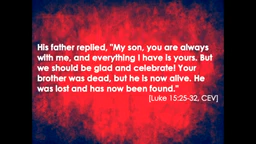 His father replied, "My son, you are always
with me, and everything I have is yours. But
we should be glad and celebrate! Your
brother was dead, but he is now alive. He
was lost and has now been found."
[Luke 15:25-32, CEV]